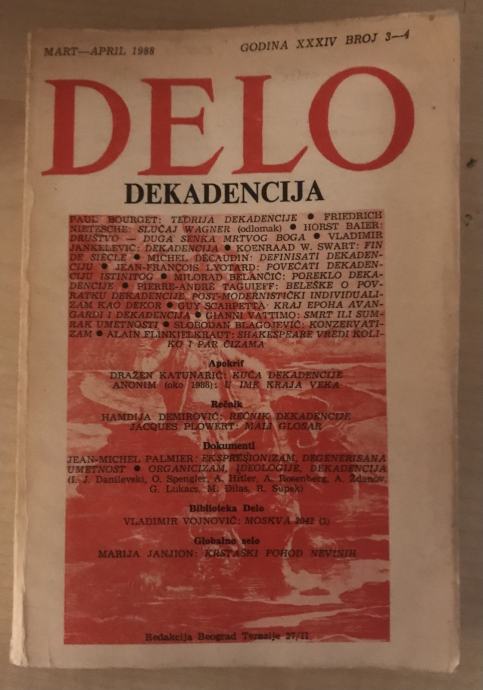 MART—APRIL 1988
GODINA XXXIV BROJ 3—4
DELO
DEKADENCIJA
PAUL BOURGET: TEORIJA DEKADENCIJE ● FRIEDRICH
NIETZSCHE: SLUČAJ WAGNER (odlomak) ● HORST BAIER:
DRUŠTVO — DUGA SENKA MRTVOG BOGA ● VLADIMIR
JANKELEVIĆ: DEKADENCIJA ● KOENRAAD W. SWART: FIN
DE SIECLE ● MICHEL DECAUDIN: DEFINISATI DEKADEN-
CIJU ● JEAN-FRANÇOIS LYOTARD: POVEĆATI DEKADEN-
CIJU ISTINITOG ● MILORAD BELANČIĆ: POREKLO DEKA-
DENCIJE ● PIERRE-ANDRÉ TAGUIEFF: BELEŠKE O POV-
RATKU DEKADENCIJE, POST-MODERNISTIČKI INDIVIDUALI-
ZAM KAO DEKOR ● GUY SCARPETTA: KRAJ EPOHA AVAN-
GARDI I DEKADENCIJA ● GIANNI VATTIMO: SMRT ILI SUM-
RAK UMETNOSTI ● SLOBODAN BLAGOJEVIĆ: KONZERVATI-
ZAM ● ALAIN FLINKIELKRAUT: SHAKESPEARE VREDI KOLI-
KO I PAR ČIZAMA
Apokrif
DRAŽEN KATUNARIĆ: KUĆA DEKADENCIJE
ANONIM (oko 1988): U IME KRAJA VEKA
Rečnik
HAMDIJA DEMIROVIĆ: REČNIK DEKADENCIJE
JACQUES PLOWERT: MALI GLOSAR
Dokumenti
JEAN-MICHEL PALMIER: EKSPRESIONIZAM, DEGENERISANA
UMETNOST ● ORGANICIZAM, IDEOLOGIJE, DEKADENCIJA
(I. J. Danilevski, O. Spengler, A. Hitler, A. Rosenberg, A. Ždanov,
G. Lukacs, M. Đilas, R. Supek)
Biblioteka Delo
VLADIMIR VOJNOVIĆ: MOSKVA 2042 (1)
Globalno selo
MARIJA JANJION: KRSTAŠKI POHOD NEVINIH
Redakcija Beograd Terazije 27/II